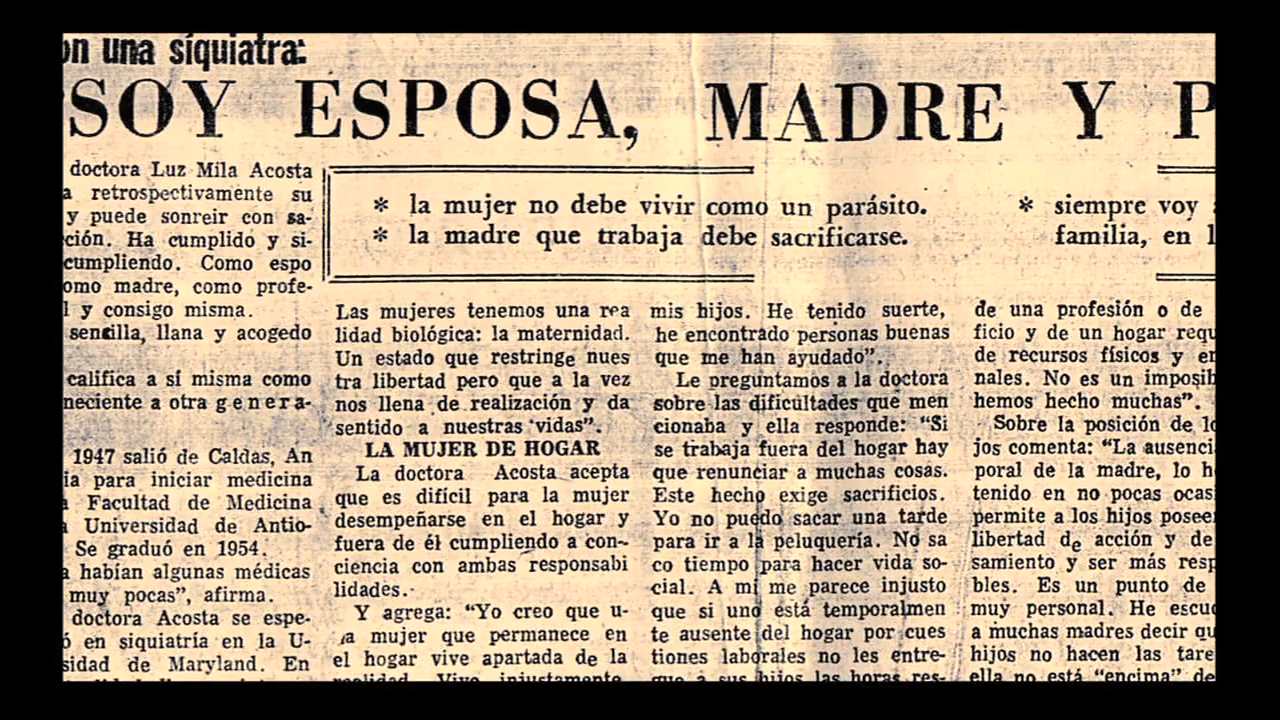 on una síquiatra:
"SOY ESPOSA, MADRE Y P
doctora Luz Mila Acosta
a retrospectivamente su
y puede sonreir con sa-
ción. Ha cumplido y si-
cumpliendo. Como espo
omo madre, como profe-
l y consigo misma.
sencilla, llana y acogedo
califica a sí misma como
neciente a otra genera-
1947 salió de Caldas, An
ia para iniciar medicina
a Facultad de Medicina
a Universidad de Antio-
Se graduó en 1954.
a habían algunas médicas
muy pocas", afirma.
doctora Acosta se espe-
ó en siquiatría en la U-
sidad de Maryland. En
* la mujer no debe vivir como un parásito.
* la madre que trabaja debe sacrificarse.
* siempre voy a
familia, en l
Las mujeres tenemos una rea
lidad biológica: la maternidad.
Un estado que restringe nues
tra libertad pero que a la vez
nos llena de realización y da
sentido a nuestras vidas".
LA MUJER DE HOGAR
La doctora Acosta acepta
que es difícil para la mujer
desempeñarse en el hogar y
fuera de él cumpliendo a con-
ciencia con ambas responsabi
lidades.
Y agrega: "Yo creo que u-
a mujer que permanece en
el hogar vive apartada de la
realidad. Vive injustamente
mis hijos. He tenido suerte,
he encontrado personas buenas
que me han ayudado".
Le preguntamos a la doctora
sobre las dificultades que men
cionaba y ella responde: "Si
se trabaja fuera del hogar hay
que renunciar a muchas cosas.
Este hecho exige sacrificios.
Yo no puedo sacar una tarde
para ir a la peluquería. No sa
co tiempo para hacer vida so-
cial. A mí me parece injusto
que si uno está temporalmen
te ausente del hogar por cues
tiones laborales no les entre-
gue a sus hijos las horas res-
de una profesión o de
ficio y de un hogar requ
de recursos físicos y em
nales. No es un imposib
hemos hecho muchas".
Sobre la posición de lo
jos comenta: "La ausenci
poral de la madre, lo h
tenido en no pocas ocas
permite a los hijos poseer
libertad de acción y de
samiento y ser más resp
bles. Es un punto de
muy personal. He escuc
a muchas madres decir qu
hijos no hacen las tare
ella no está "encima" de